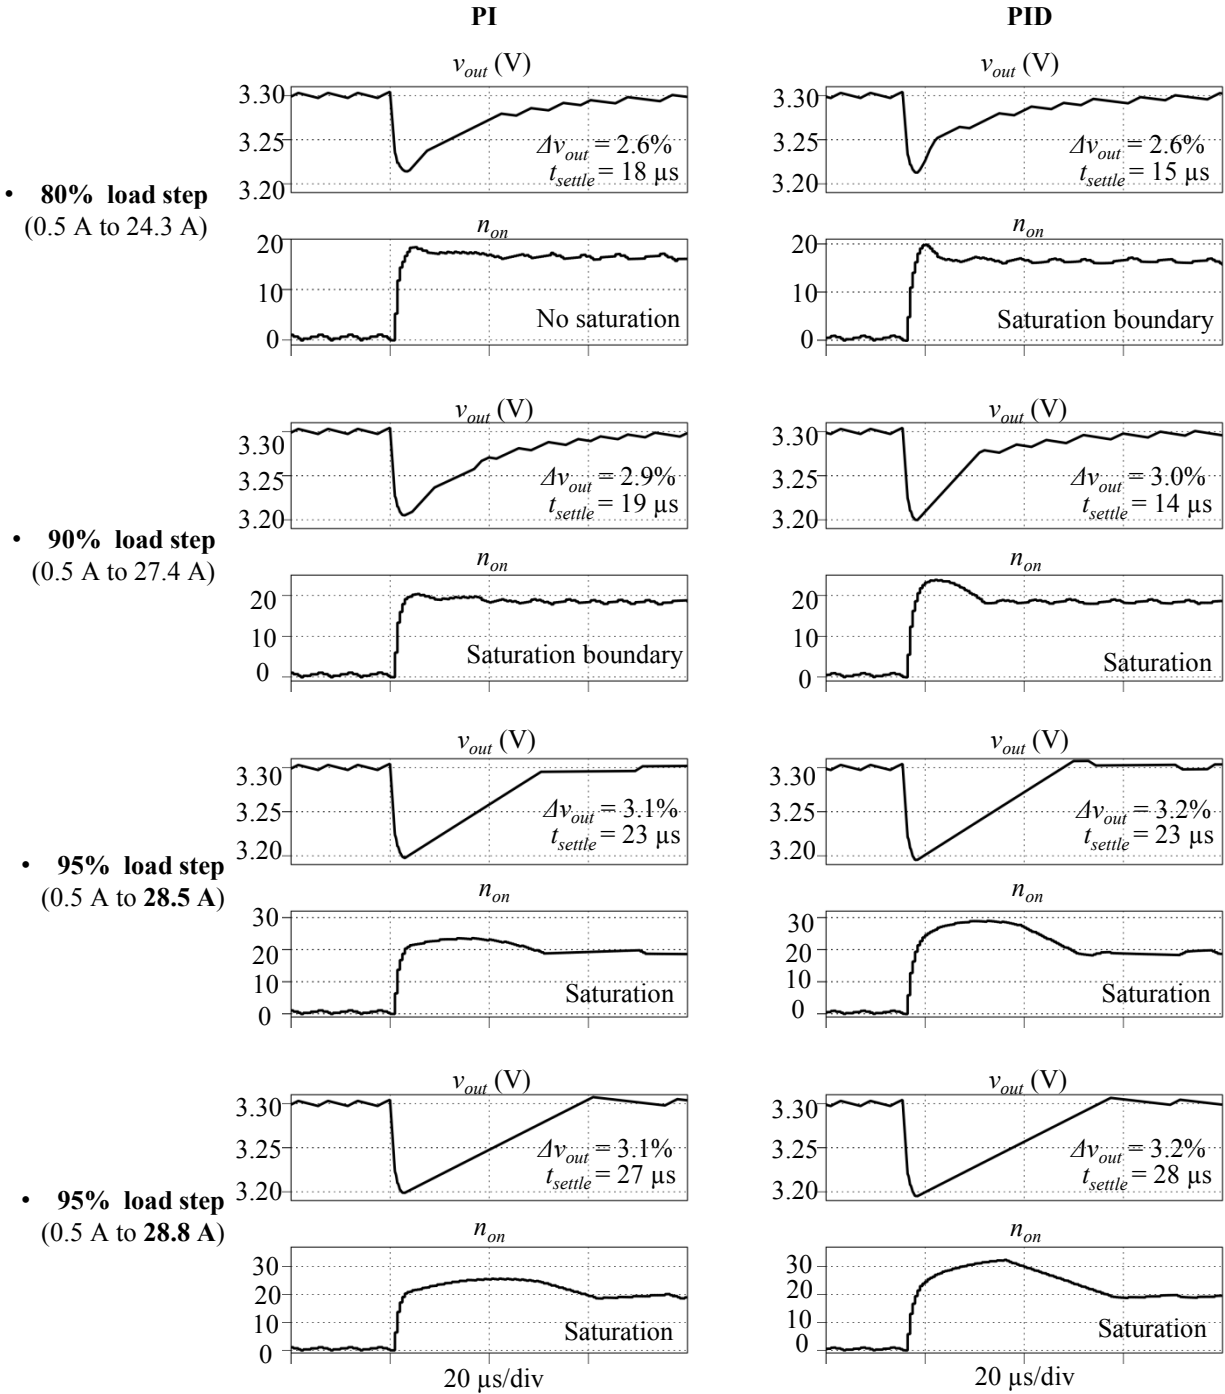 PI
PID
v_out (V)
v_out (V)
3.30
3.25
3.20
Δv_out = 2.6%
t_settle = 18 µs
3.30
3.25
3.20
Δv_out = 2.6%
t_settle = 15 µs
• 80% load step
(0.5 A to 24.3 A)
n_on
n_on
20
10
0
No saturation
20
10
0
Saturation boundary
v_out (V)
v_out (V)
3.30
3.25
3.20
Δv_out = 2.9%
t_settle = 19 µs
3.30
3.25
3.20
Δv_out = 3.0%
t_settle = 14 µs
• 90% load step
(0.5 A to 27.4 A)
n_on
n_on
20
10
0
Saturation boundary
20
10
0
Saturation
v_out (V)
v_out (V)
3.30
3.25
3.20
Δv_out = 3.1%
t_settle = 23 µs
3.30
3.25
3.20
Δv_out = 3.2%
t_settle = 23 µs
• 95% load step
(0.5 A to 28.5 A)
n_on
n_on
30
20
10
0
Saturation
30
20
10
0
Saturation
v_out (V)
v_out (V)
3.30
3.25
3.20
Δv_out = 3.1%
t_settle = 27 µs
3.30
3.25
3.20
Δv_out = 3.2%
t_settle = 28 µs
• 95% load step
(0.5 A to 28.8 A)
n_on
n_on
30
20
10
0
Saturation
30
20
10
0
Saturation
20 µs/div
20 µs/div